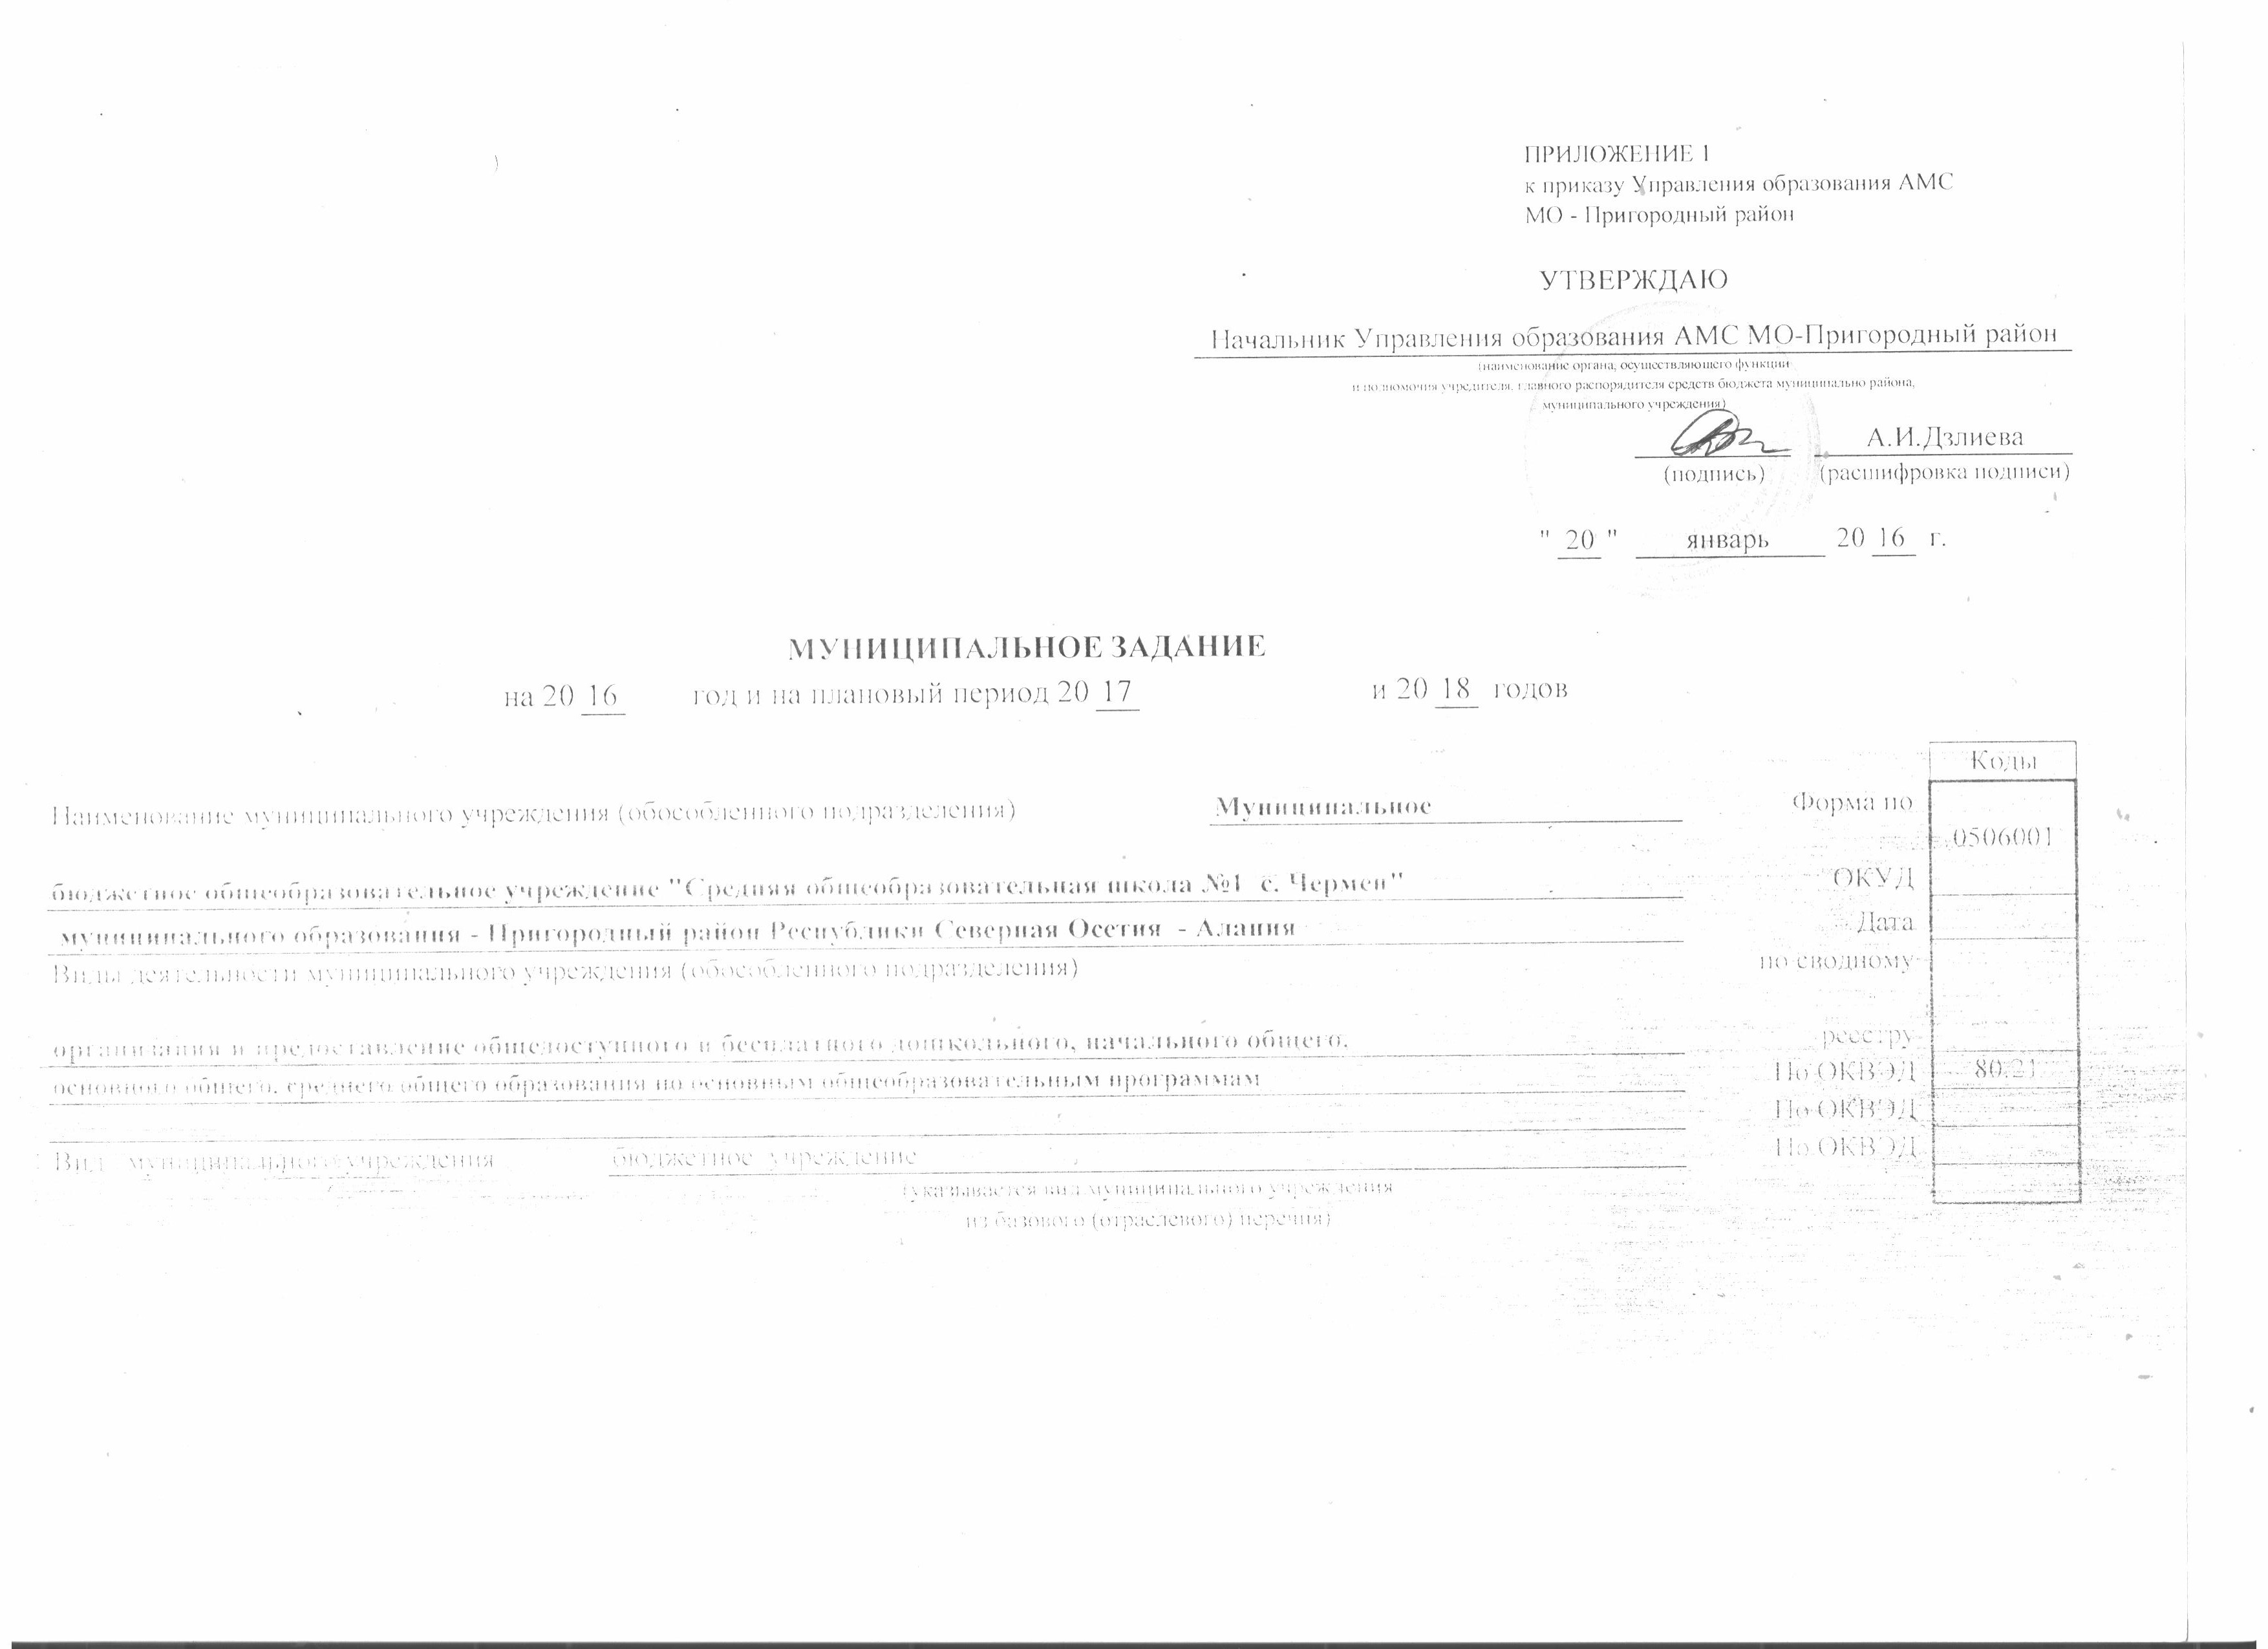 ПРИЛОЖЕНИЕ 1
к приказу Управления образования АМС
МО - Пригородный район
УТВЕРЖДАЮ
Начальник Управления образования АМС МО-Пригородный район
(наименование органа, осуществляющего функции
и полномочия учредителя, главного распорядителя средств бюджета муниципально района,
муниципального учреждения)
А.И.Дзлиева
(подпись) (расшифровка подписи)
" 20 " январь 20 16 г.
МУНИЦИПАЛЬНОЕ ЗАДАНИЕ
на 20 16 год и на плановый период 20 17 и 20 18 годов
Коды
Наименование муниципального учреждения (обособленного подразделения) Муниципальное Форма по
0506001
бюджетное общеобразовательное учреждение "Средняя общеобразовательная школа №1 с. Чермен" ОКУД
муниципального образования - Пригородный район Республики Северная Осетия - Алания Дата
Виды деятельности муниципального учреждения (обособленного подразделения) по сводному
организация и предоставление общедоступного и бесплатного дошкольного, начального общего, реестру
основного общего, среднего общего образования по основным общеобразовательным программам По ОКВЭД 80.21
По ОКВЭД
Вид муниципального учреждения бюджетное учреждение По ОКВЭД
(указывается вид муниципального учреждения
из базового (отраслевого) перечня)